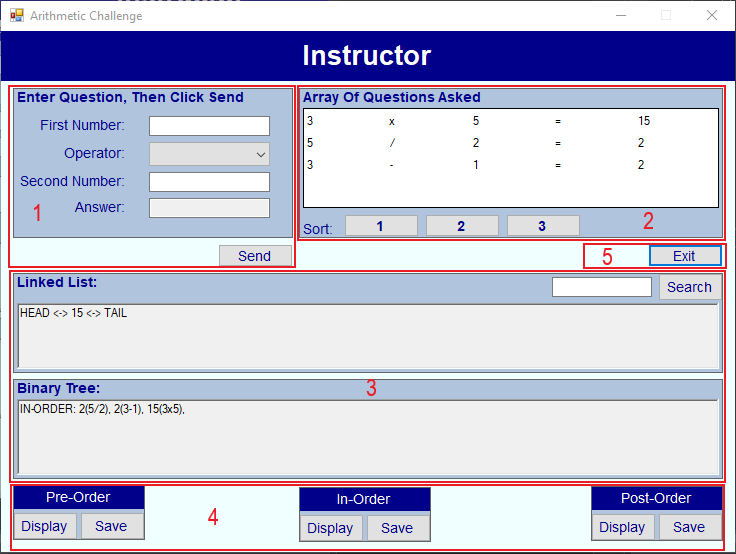 Arithmetic Challenge
Instructor
Enter Question, Then Click Send
First Number:
Operator:
Second Number:
Answer:
1
Send
Array Of Questions Asked
3 x 5 = 15
5 / 2 = 2
3 - 1 = 2
Sort: 1 2 3
2
5
Exit
Linked List:
Search
HEAD <-> 15 <-> TAIL
Binary Tree:
3
IN-ORDER: 2(5/2), 2(3-1), 15(3x5),
Pre-Order
Display Save
4
In-Order
Display Save
Post-Order
Display Save